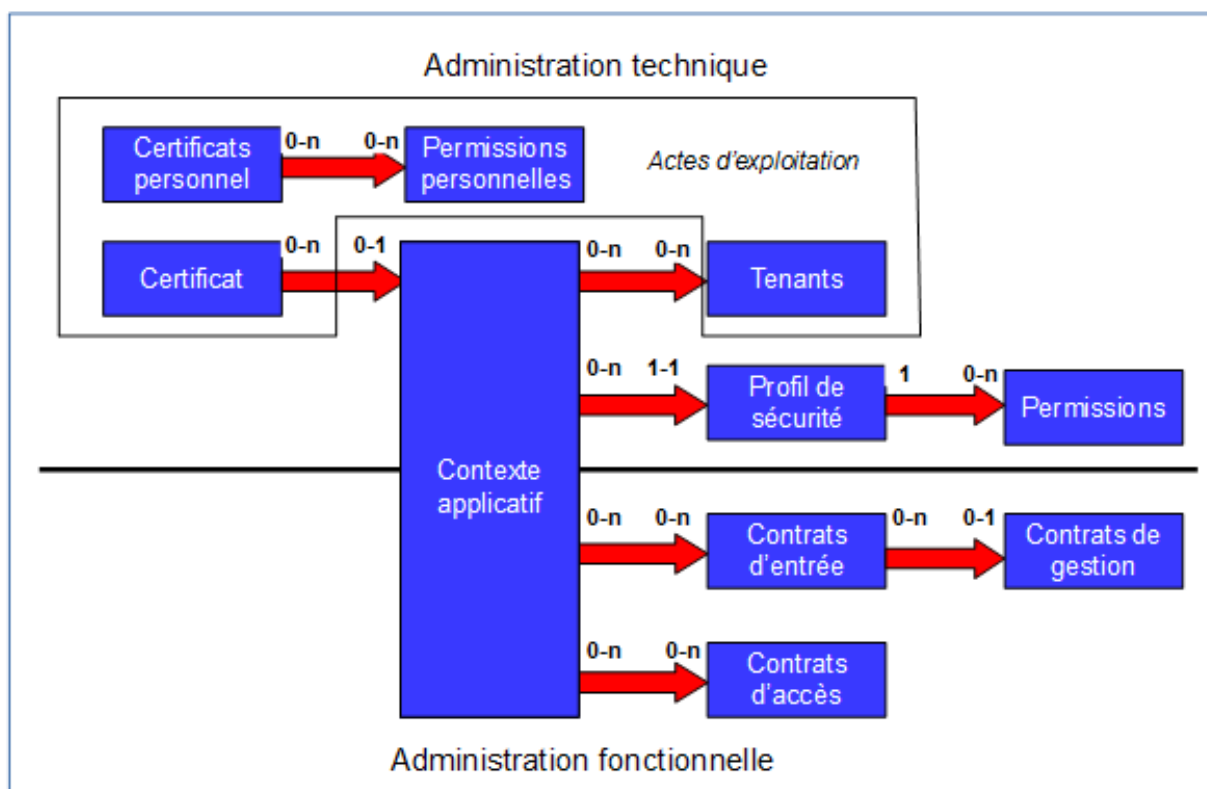 Administration technique
0-n 0-n
Certificats Permissions
personnel personnelles
Actes d'exploitation
0-n 0-1 0-n 0-n
Certificat Tenants
0-n 1-1 1 0-n
Profil de
sécurité
Permissions
Contexte
applicatif
0-n 0-n 0-n 0-1
Contrats Contrats de
d'entrée gestion
0-n 0-n
Contrats
d'accès
Administration fonctionnelle